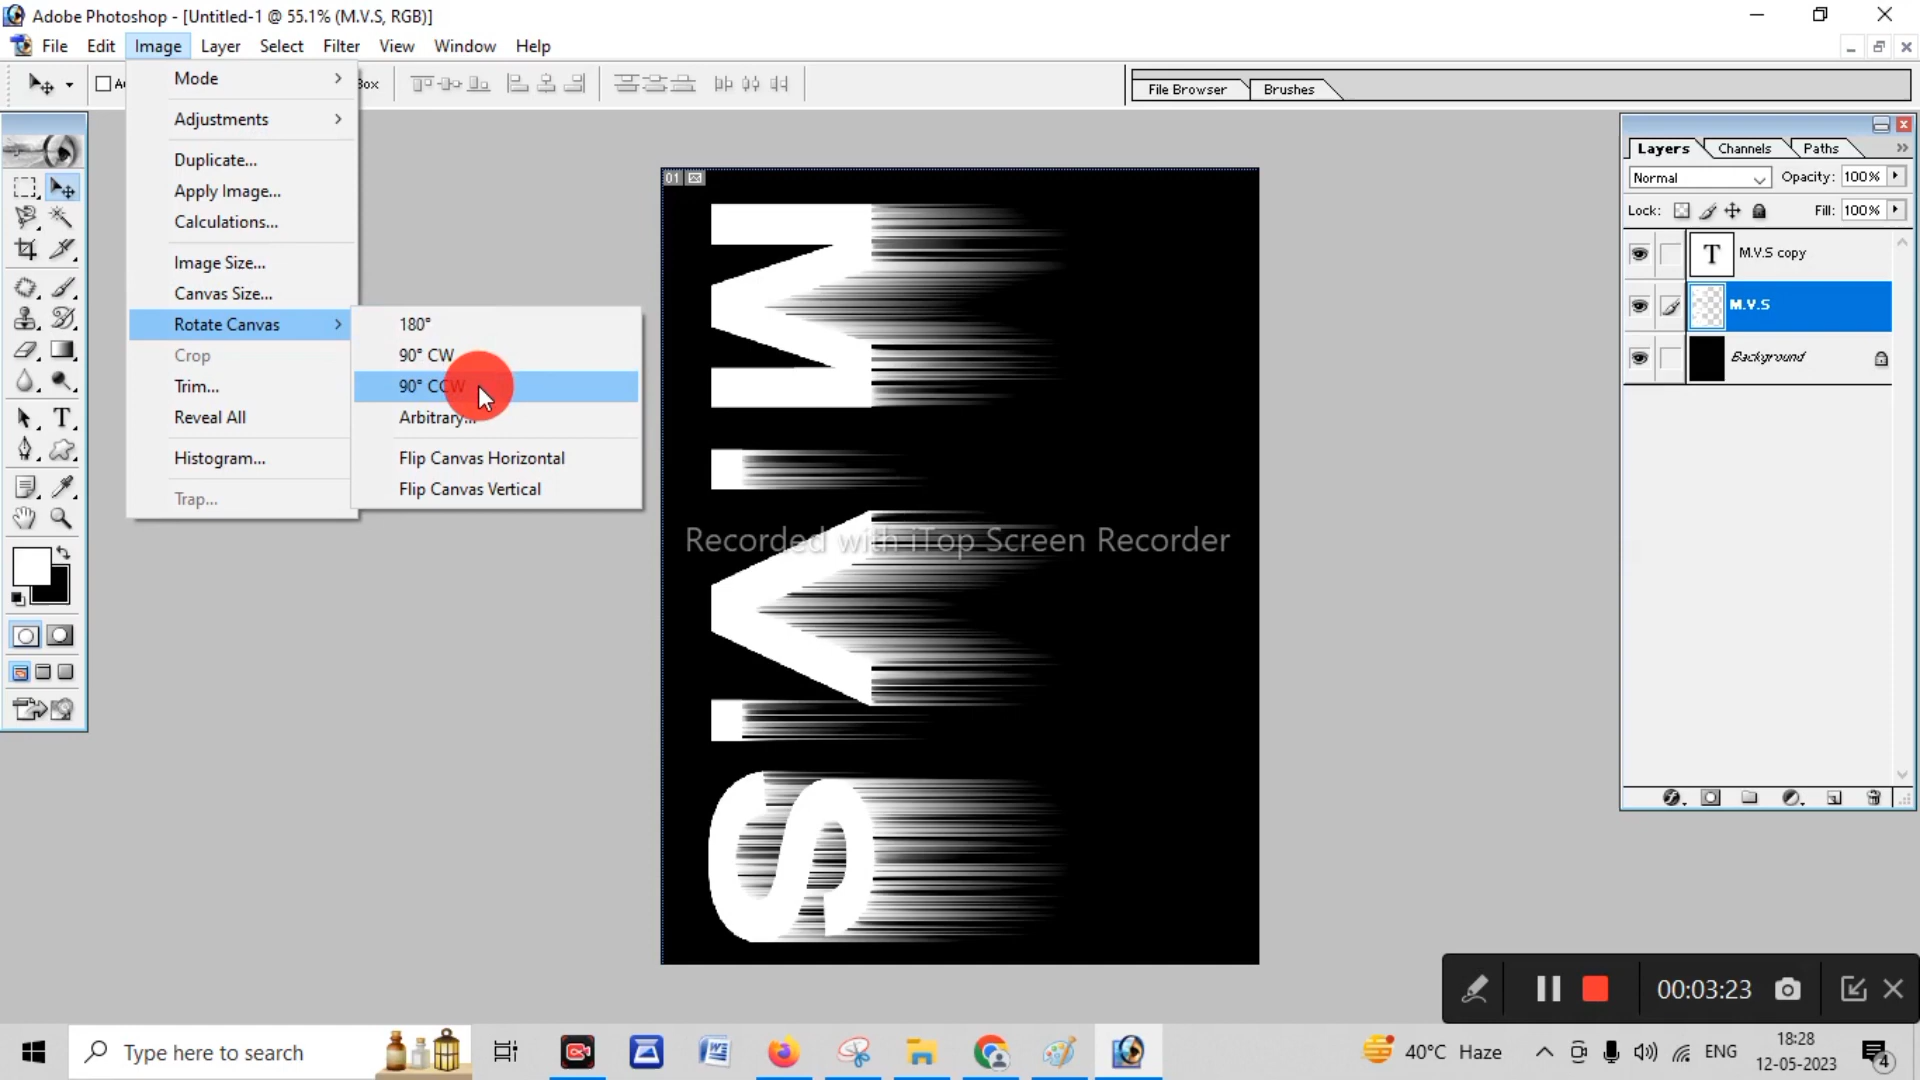 Adobe Photoshop - [Untitled-1 @ 55.1% (M.V.S, RGB)]
File Edit Image Layer Select Filter View Window Help
Box
File Browser
Brushes
Mode
Adjustments
Duplicate...
Apply Image...
Calculations...
Image Size...
Canvas Size...
Rotate Canvas
Crop
Trim...
Reveal All
Histogram...
Trap...
180°
90° CW
90° CCW
Arbitrary...
Flip Canvas Horizontal
Flip Canvas Vertical
01
M.V.S
Recorded with iTop Screen Recorder
Layers Channels Paths
Normal
Opacity: 100%
Lock:
Fill: 100%
T M.V.S copy
M.V.S
Background
T
00:03:23
Type here to search
40°C Haze
ENG
18:28
12-05-2023
4